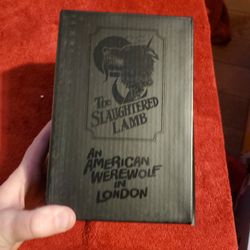 The
SLAUGHTERED
LAMB
AN
AMERICAN
WEREWOLF
IN
LONDON